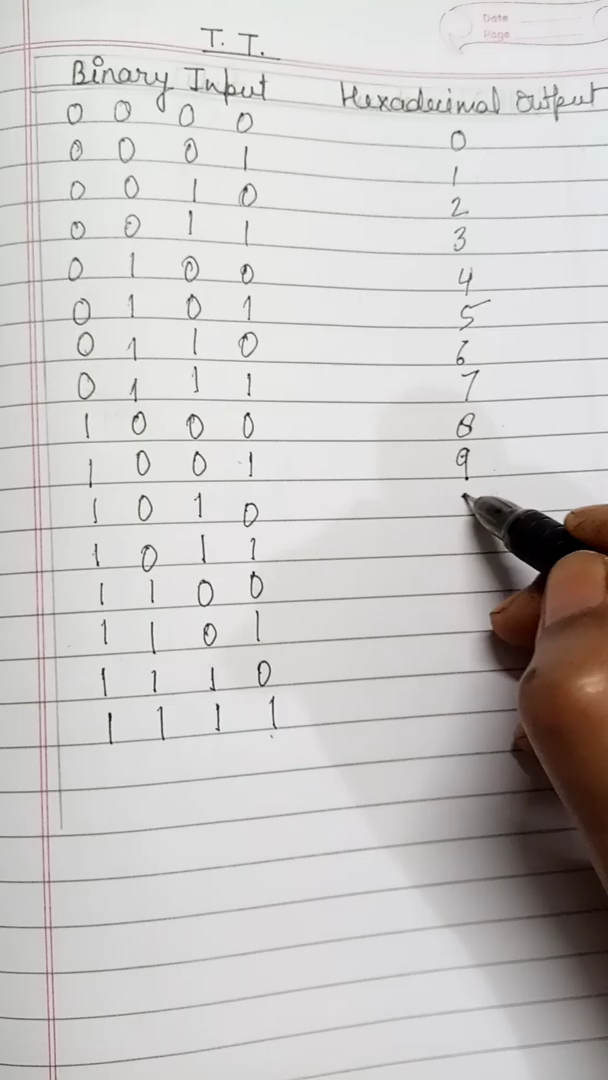 Date
Page
T. T.
Binary Input Hexadecimal Output
0 0 0 0 0
0 0 0 1 1
0 0 1 0 2
0 0 1 1 3
0 1 0 0 4
0 1 0 1 5
0 1 1 0 6
0 1 1 1 7
1 0 0 0 8
1 0 0 1 9
1 0 1 0
1 0 1 1
1 1 0 0
1 1 0 1
1 1 1 0
1 1 1 1